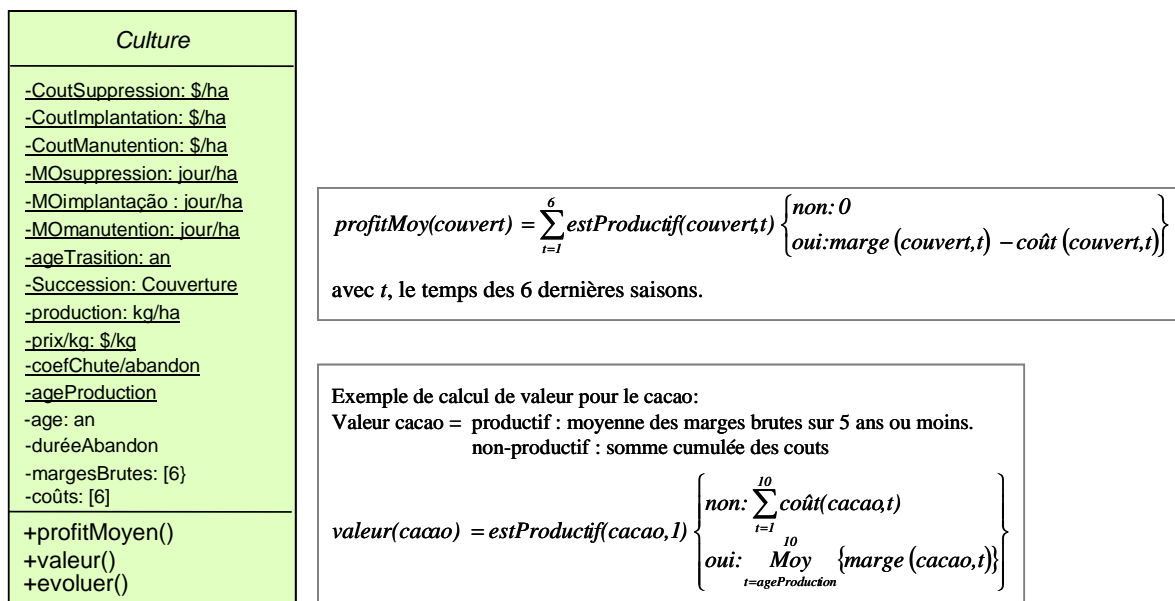 Culture
-CoutSuppression: $/ha
-CoutImplantation: $/ha
-CoutManutention: $/ha
-MOsuppression: jour/ha
-MOimplantação : jour/ha
-MOmanutention: jour/ha
-ageTrasition: an
-Succession: Couverture
-production: kg/ha
-prix/kg: $/kg
-coefChute/abandon
-ageProduction
-age: an
-duréeAbandon
-margesBrutes: [6}
-coûts: [6]
+profitMoyen()
+valeur()
+evoluer()
profitMoy(couvert) = ∑_{t=1}^{6} estProductif(couvert,t) {non: 0
oui:marge (couvert,t) − coût (couvert,t)}
avec t, le temps des 6 dernières saisons.
Exemple de calcul de valeur pour le cacao:
Valeur cacao = productif : moyenne des marges brutes sur 5 ans ou moins.
non-productif : somme cumulée des couts
valeur(cacao) = estProductif(cacao,1) {non: ∑_{t=1}^{10} coût(cacao,t)
oui: Moy_{t=ageProduction}^{10} {marge (cacao,t)}}